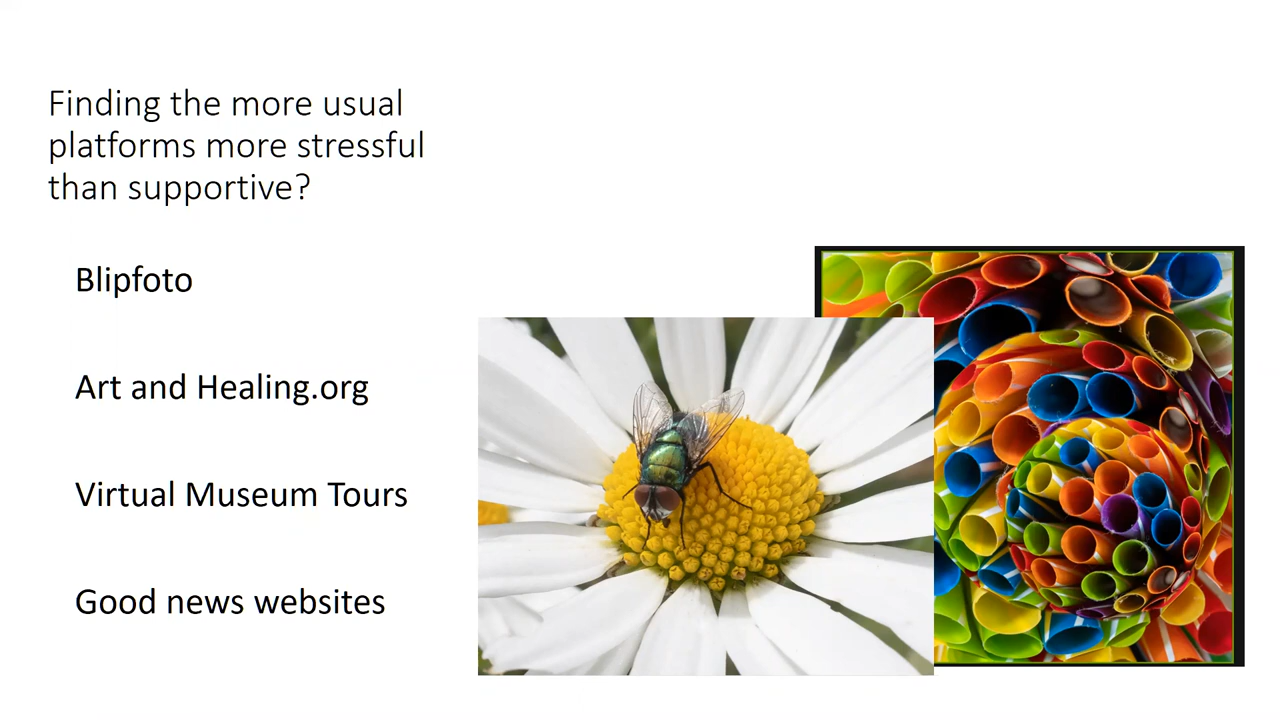 Finding the more usual
platforms more stressful
than supportive?
Blipfoto
Art and Healing.org
Virtual Museum Tours
Good news websites